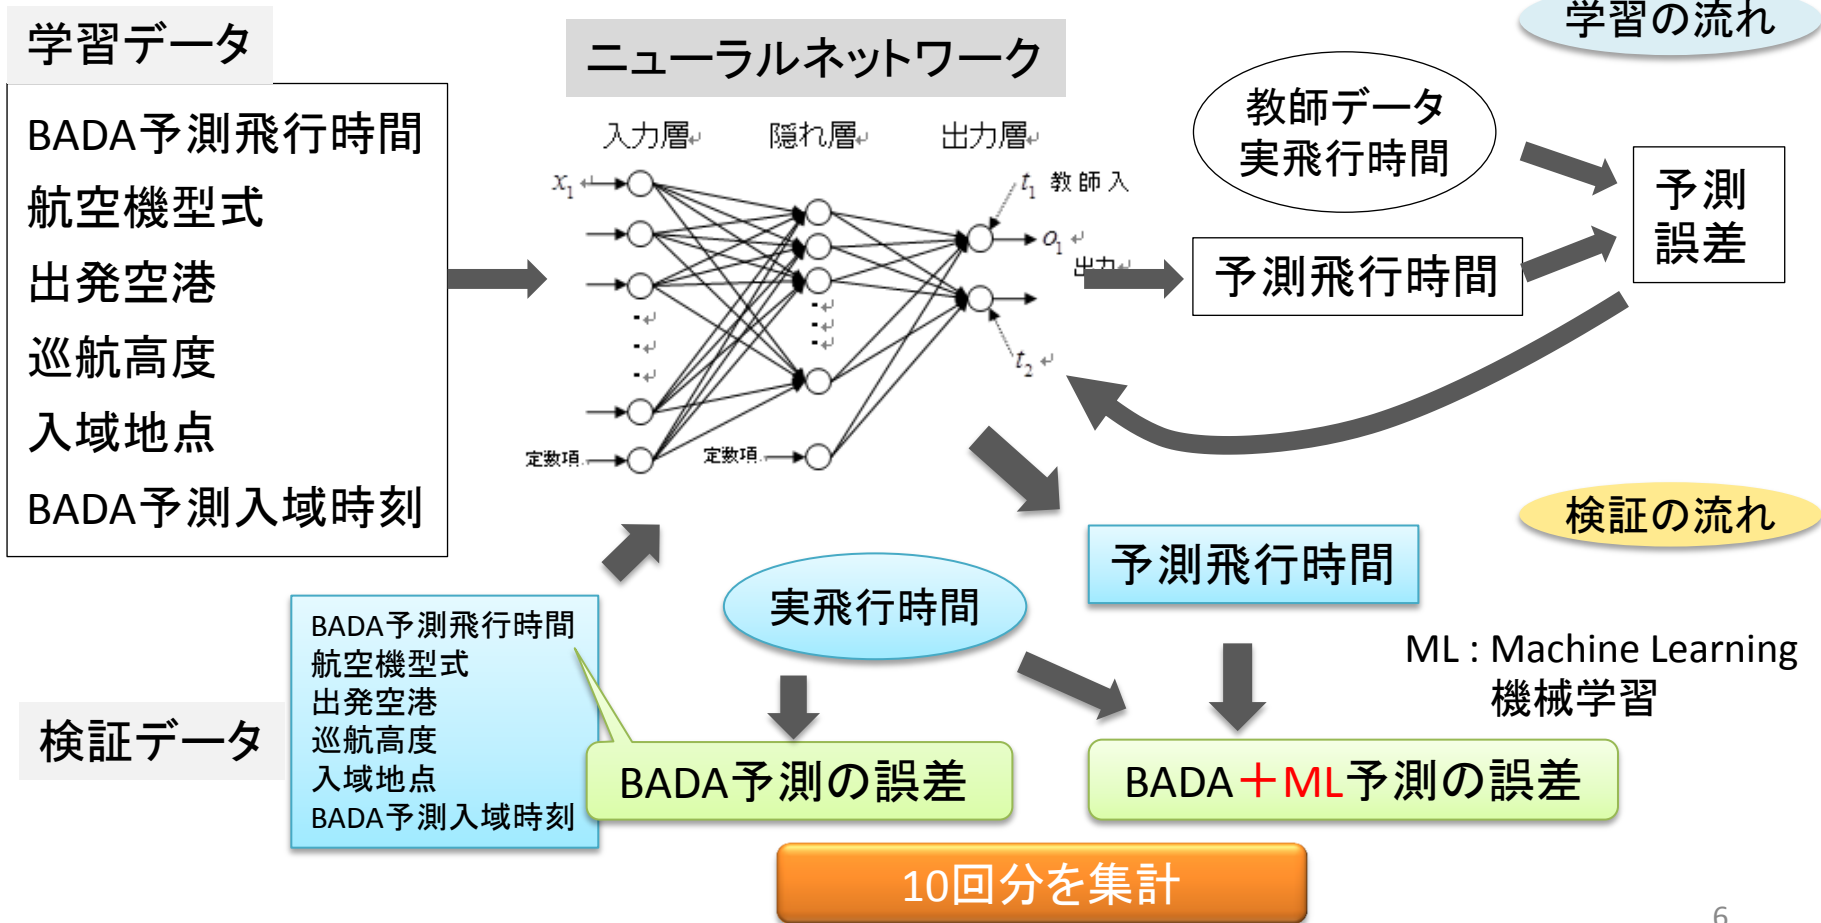 学習データ
BADA予測飛行時間
航空機型式
出発空港
巡航高度
入域地点
BADA予測入域時刻
ニューラルネットワーク
入力層↵
隠れ層↵
出力層↵
x₁ ↵
t₁ 教師入
o₁ ↵
出力↵
t₂ ↵
定数項
定数項
学習の流れ
教師データ
実飛行時間
予測飛行時間
予測
誤差
検証の流れ
検証データ
BADA予測飛行時間
航空機型式
出発空港
巡航高度
入域地点
BADA予測入域時刻
実飛行時間
予測飛行時間
ML : Machine Learning
機械学習
BADA予測の誤差
BADA＋ML予測の誤差
10回分を集計
6